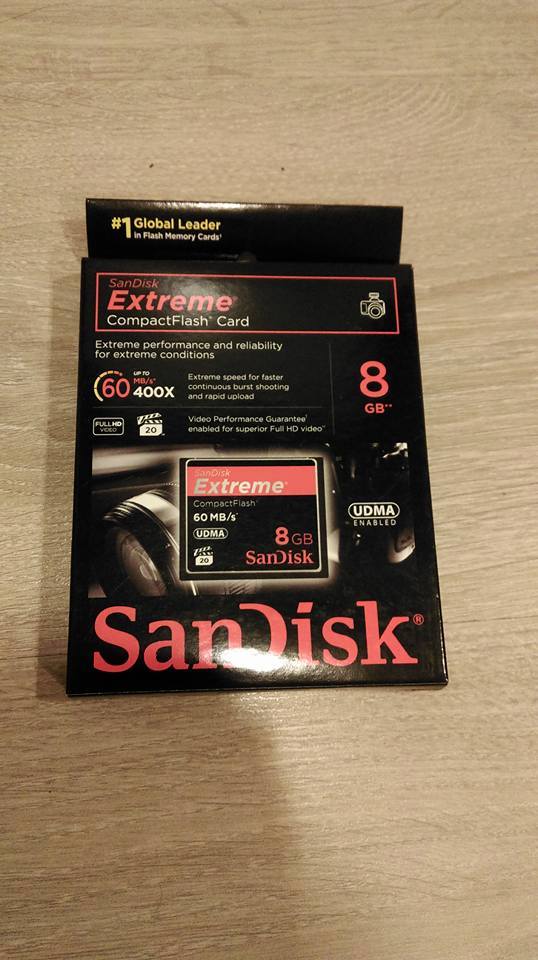 #1 Global Leader
in Flash Memory Cards†
SanDisk
Extreme®
CompactFlash® Card
Extreme performance and reliability
for extreme conditions
60 UP TO MB/s* 400X
Extreme speed for faster
continuous burst shooting
and rapid upload
8
GB**
FULL HD
VIDEO
20
Video Performance Guarantee†
enabled for superior Full HD video††
SanDisk
Extreme®
CompactFlash®
60 MB/s*
UDMA
20
8GB
SanDisk
UDMA
ENABLED
SanDisk®